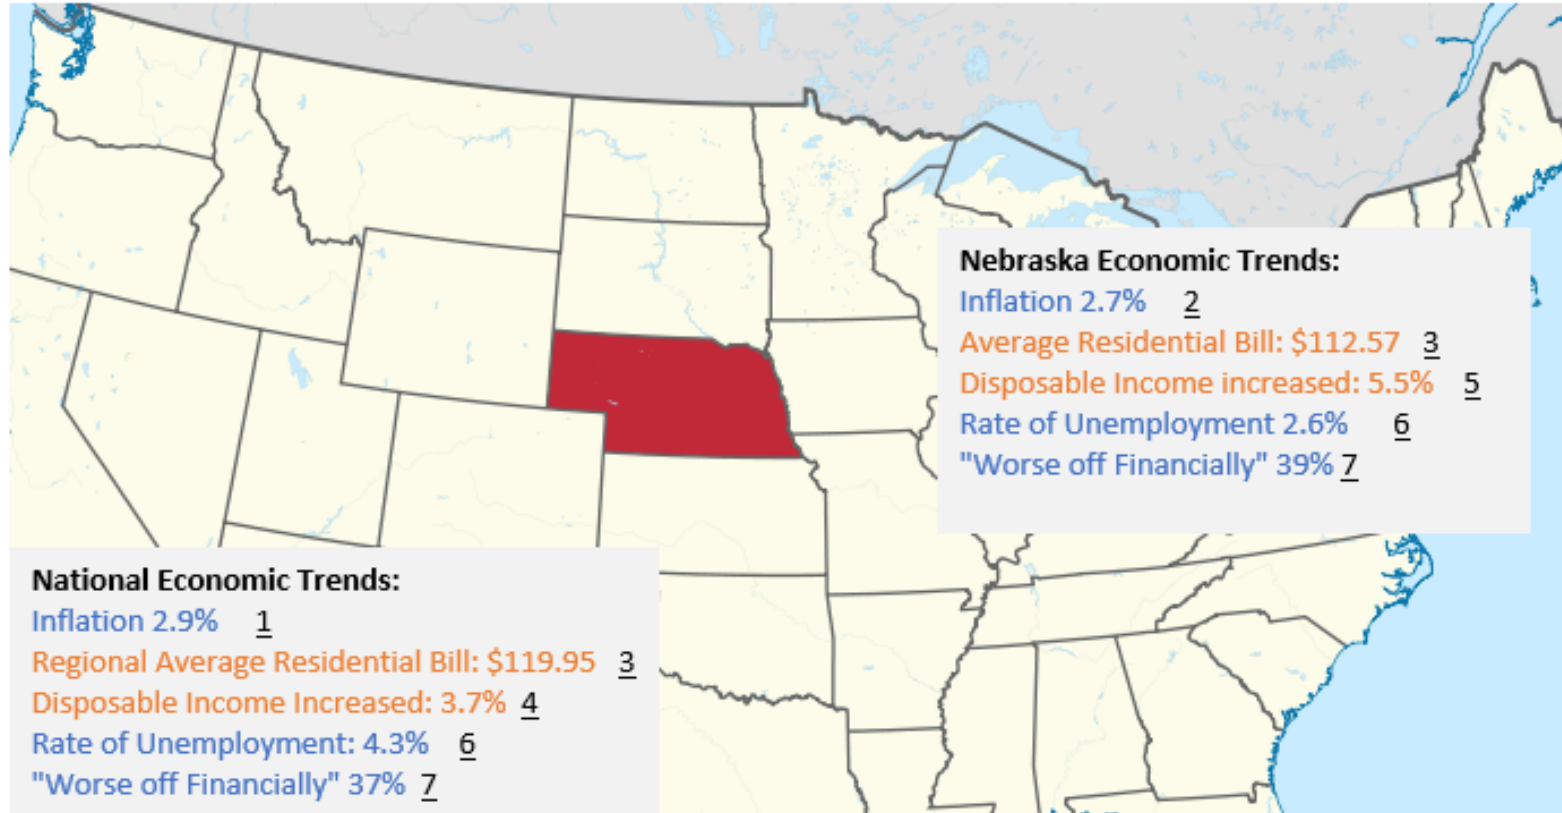 Nebraska Economic Trends:
Inflation 2.7% 2
Average Residential Bill: $112.57 3
Disposable Income increased: 5.5% 5
Rate of Unemployment 2.6% 6
"Worse off Financially" 39% 7
National Economic Trends:
Inflation 2.9% 1
Regional Average Residential Bill: $119.95 3
Disposable Income Increased: 3.7% 4
Rate of Unemployment: 4.3% 6
"Worse off Financially" 37% 7